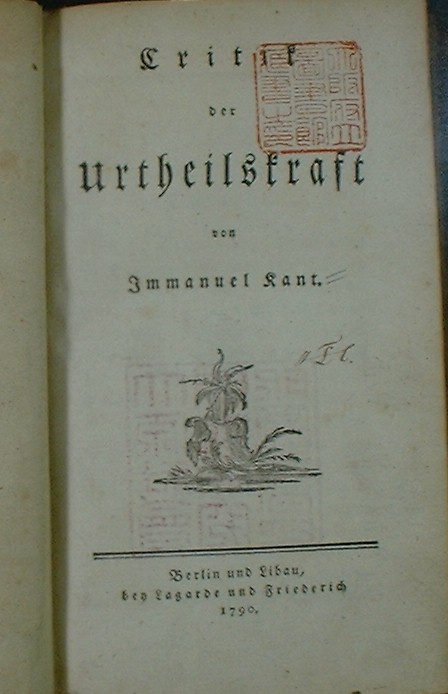 Critik
der
Urtheilskraft
von
Immanuel Kant.
Berlin und Libau,
bey Lagarde und Friederich
1790.